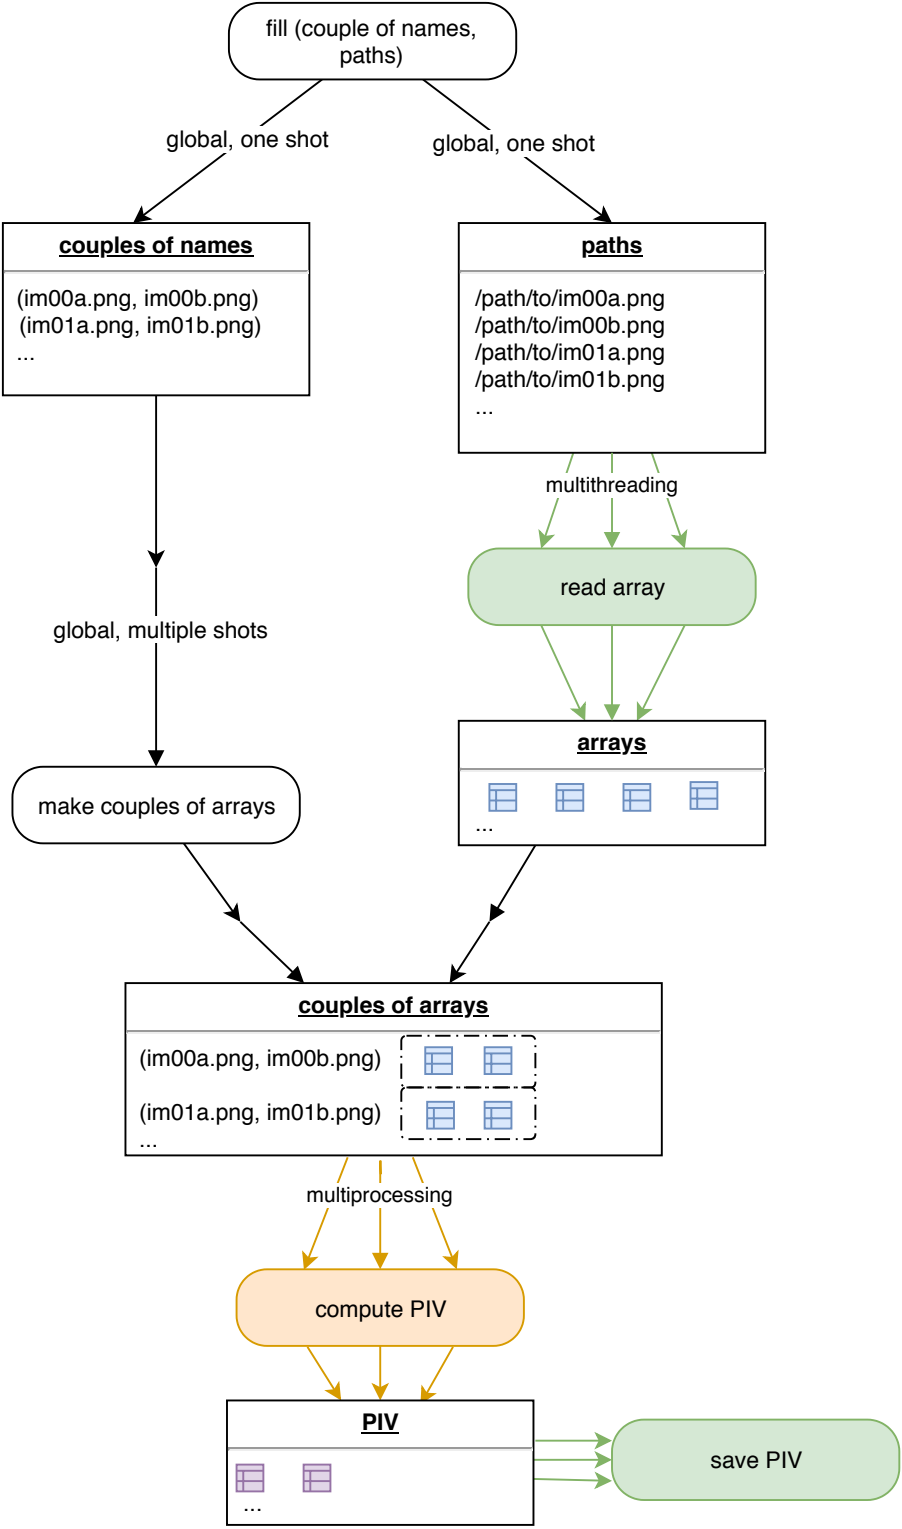 fill (couple of names,
paths)
global, one shot
global, one shot
couples of names
(im00a.png, im00b.png)
(im01a.png, im01b.png)
...
paths
/path/to/im00a.png
/path/to/im00b.png
/path/to/im01a.png
/path/to/im01b.png
...
multithreading
read array
global, multiple shots
arrays
...
make couples of arrays
couples of arrays
(im00a.png, im00b.png)
(im01a.png, im01b.png)
...
multiprocessing
compute PIV
PIV
...
save PIV